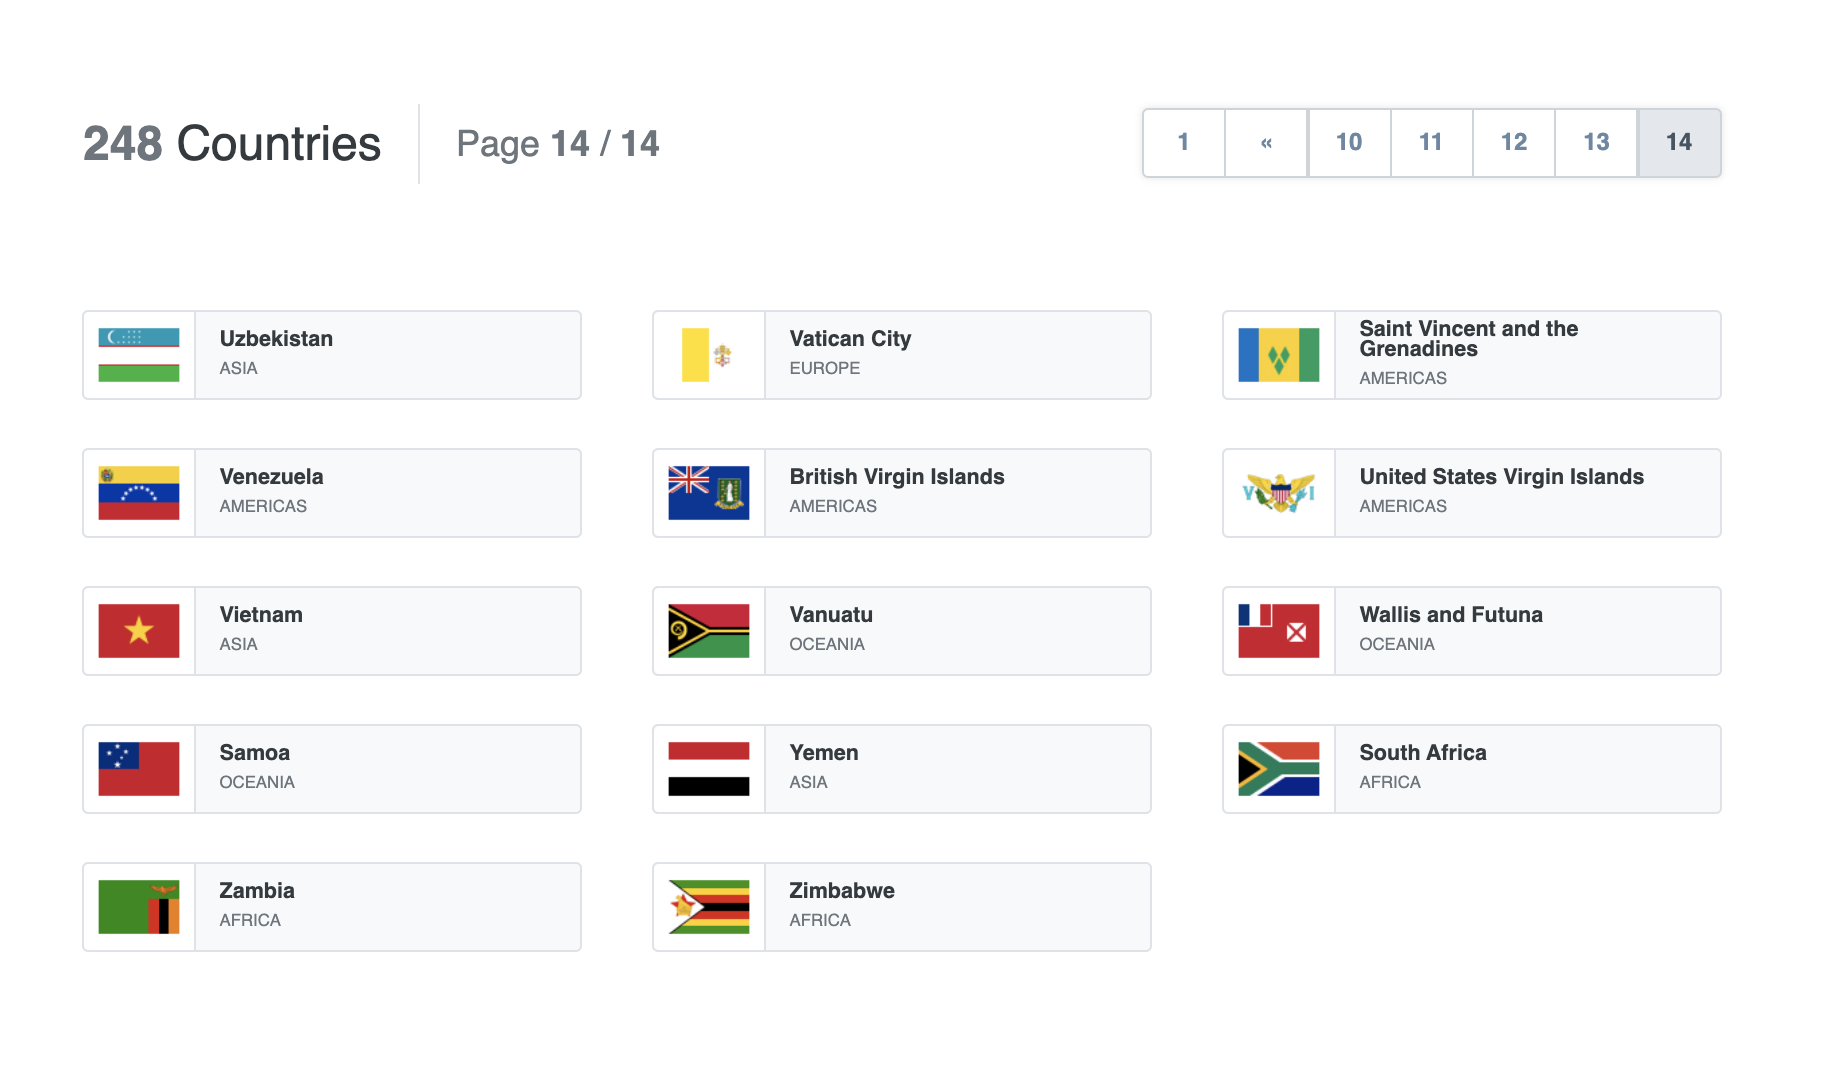 248 Countries
Page 14 / 14
1 « 10 11 12 13 14
Uzbekistan
ASIA
Vatican City
EUROPE
Saint Vincent and the
Grenadines
AMERICAS
Venezuela
AMERICAS
British Virgin Islands
AMERICAS
United States Virgin Islands
AMERICAS
V I
Vietnam
ASIA
Vanuatu
OCEANIA
Wallis and Futuna
OCEANIA
Samoa
OCEANIA
Yemen
ASIA
South Africa
AFRICA
Zambia
AFRICA
Zimbabwe
AFRICA